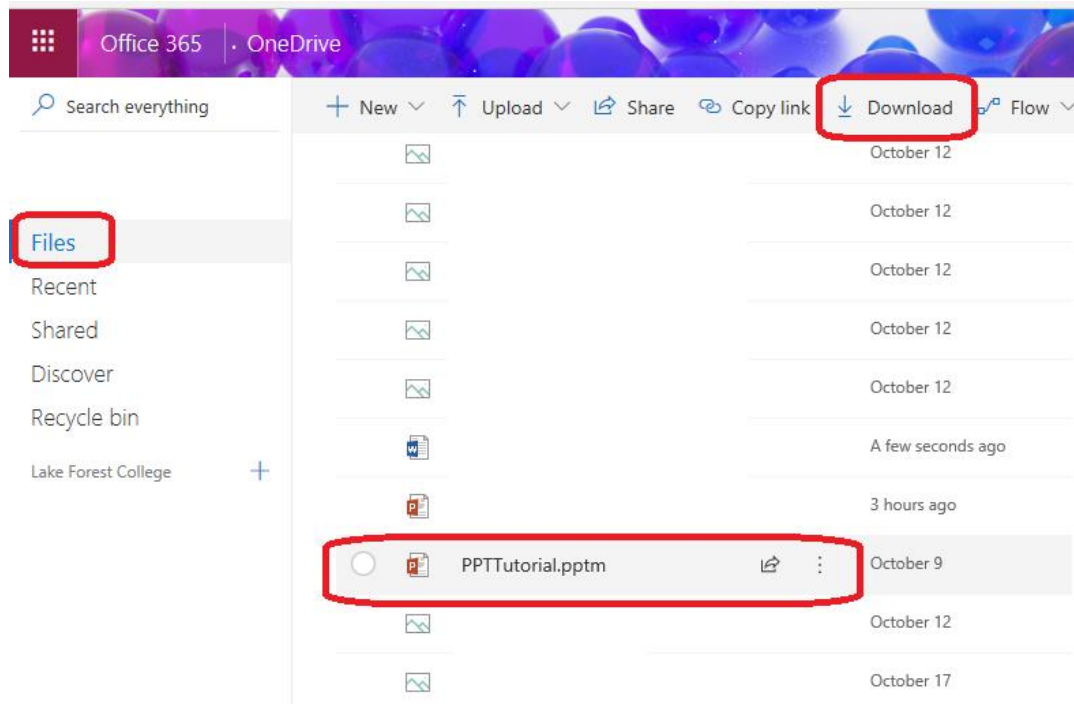 Office 365 OneDrive
Search everything
New Upload Share Copy link Download Flow
October 12
October 12
Files
October 12
Recent
Shared
October 12
Discover
October 12
Recycle bin
A few seconds ago
Lake Forest College
3 hours ago
PPTTutorial.pptm October 9
October 12
October 17